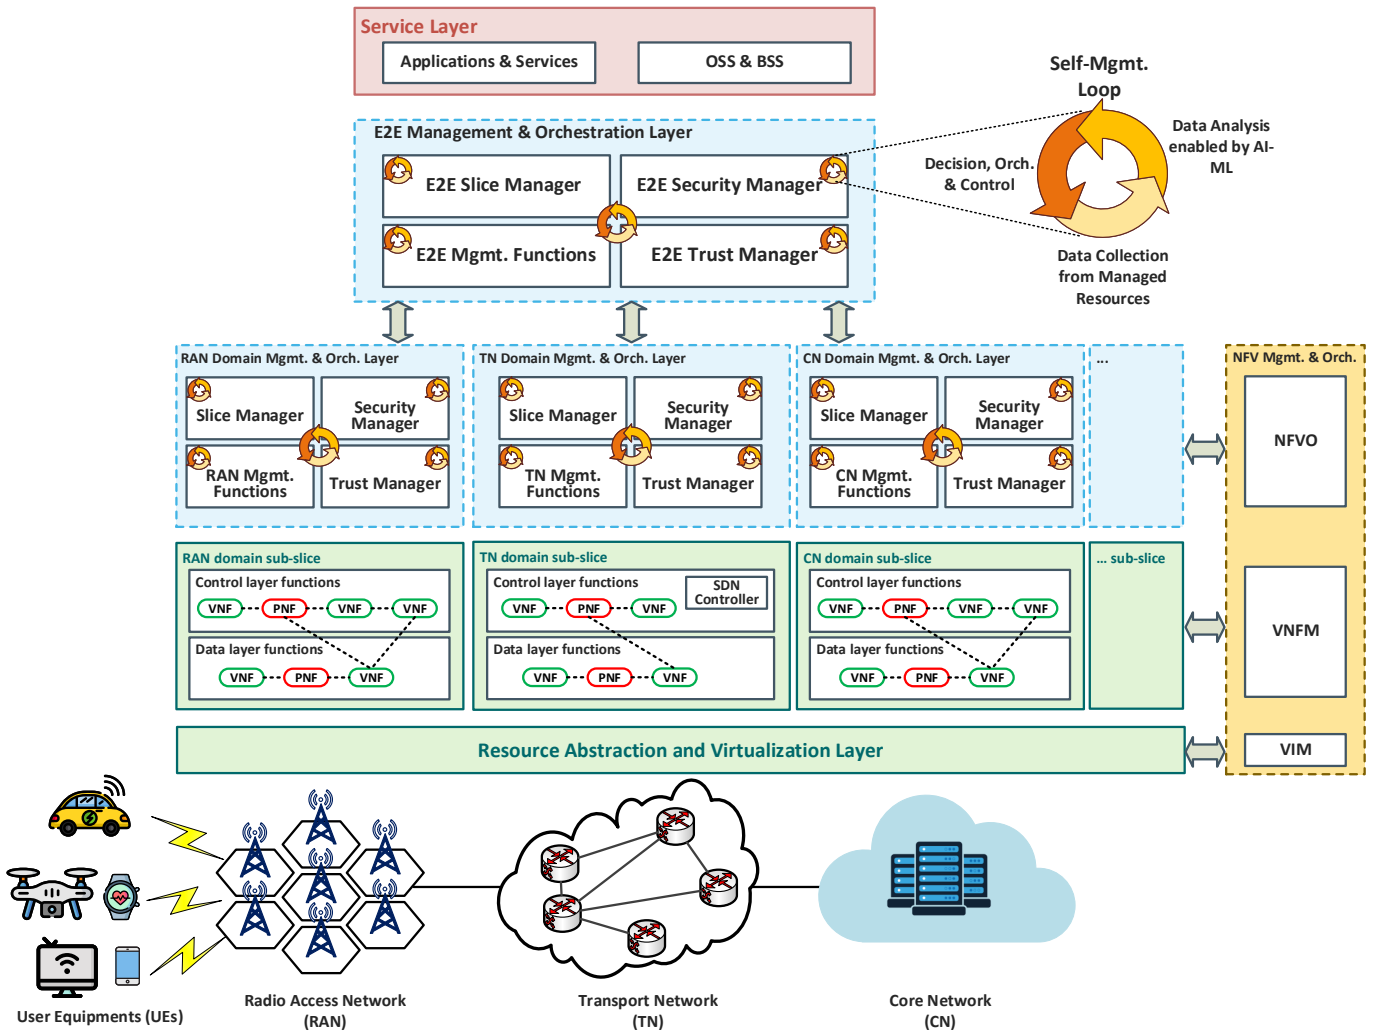 Service Layer
Applications & Services
OSS & BSS
Self-Mgmt.
Loop
Data Analysis
enabled by AI-
ML
Decision, Orch.
& Control
Data Collection
from Managed
Resources
E2E Management & Orchestration Layer
E2E Slice Manager
E2E Security Manager
E2E Mgmt. Functions
E2E Trust Manager
RAN Domain Mgmt. & Orch. Layer
Slice Manager
Security
Manager
RAN Mgmt.
Functions
Trust Manager
TN Domain Mgmt. & Orch. Layer
Slice Manager
Security
Manager
TN Mgmt.
Functions
Trust Manager
CN Domain Mgmt. & Orch. Layer
Slice Manager
Security
Manager
CN Mgmt.
Functions
Trust Manager
...
NFV Mgmt. & Orch.
NFVO
VNFM
VIM
RAN domain sub-slice
Control layer functions
VNF PNF VNF VNF
Data layer functions
VNF PNF VNF
TN domain sub-slice
Control layer functions
SDN
Controller
VNF PNF VNF
Data layer functions
VNF PNF VNF
CN domain sub-slice
Control layer functions
VNF PNF VNF VNF
Data layer functions
VNF PNF VNF
... sub-slice
Resource Abstraction and Virtualization Layer
User Equipments (UEs)
Radio Access Network
(RAN)
Transport Network
(TN)
Core Network
(CN)